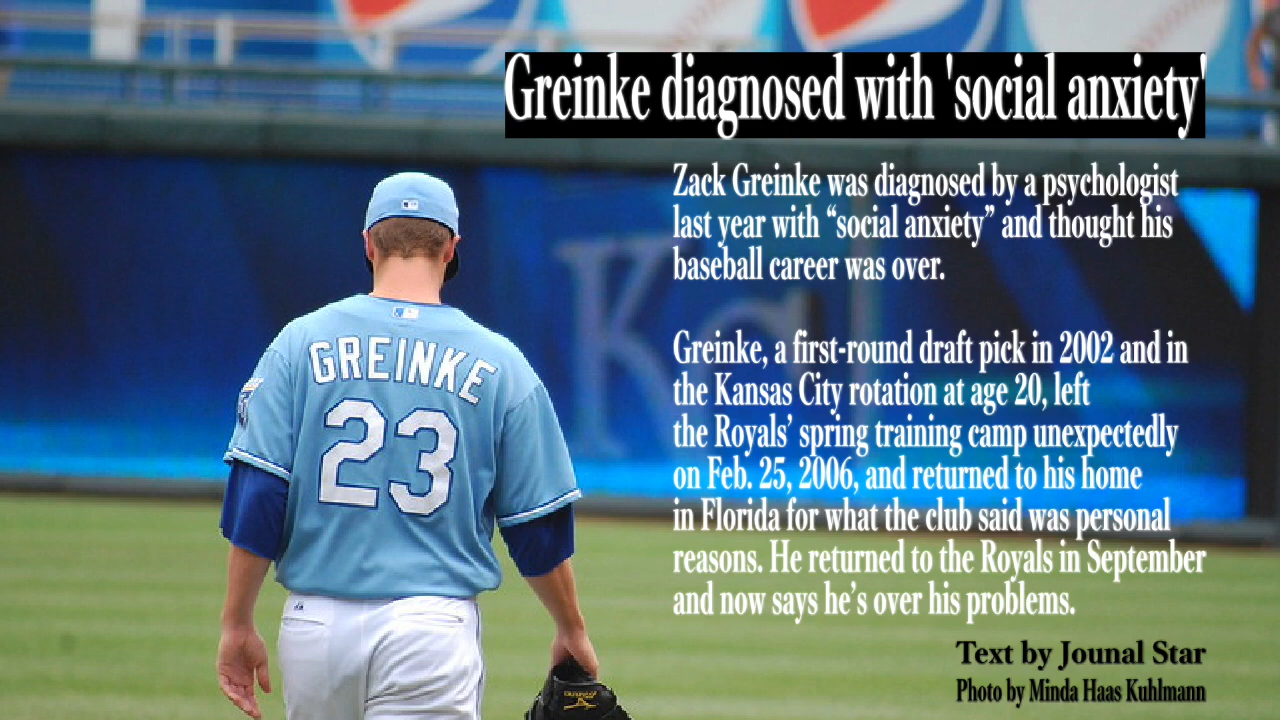 Greinke diagnosed with 'social anxiety'
Zack Greinke was diagnosed by a psychologist
last year with “social anxiety” and thought his
baseball career was over.
Greinke, a first-round draft pick in 2002 and in
the Kansas City rotation at age 20, left
the Royals’ spring training camp unexpectedly
on Feb. 25, 2006, and returned to his home
in Florida for what the club said was personal
reasons. He returned to the Royals in September
and now says he’s over his problems.
Text by Jounal Star
Photo by Minda Haas Kuhlmann
GREINKE
23